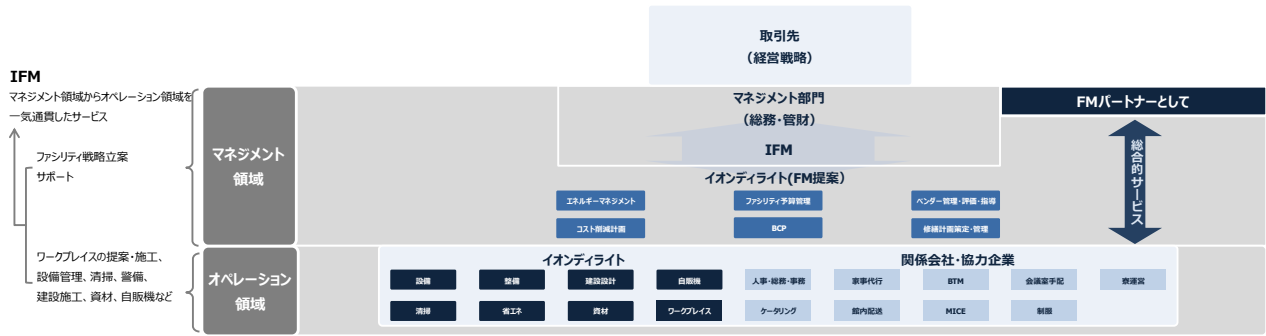 取引先
（経営戦略）
IFM
マネジメント領域からオペレーション領域を
一気通貫したサービス
ファシリティ戦略立案
サポート
ワークプレイスの提案・施工、
設備管理、清掃、警備、
建設施工、資材、自販機など
マネジメント
領域
マネジメント部門
（総務・管財）
IFM
FMパートナーとして
総合的サービス
イオンディライト(FM提案）
エネルギーマネジメント
ファシリティ予算管理
ベンダー管理・評価・指導
コスト削減計画
BCP
修繕計画策定・管理
オペレーション
領域
イオンディライト
関係会社・協力企業
設備
整備
建設設計
自販機
人事・総務・事務
家事代行
BTM
会議室手配
寮運営
清掃
省エネ
資材
ワークプレイス
ケータリング
館内配送
MICE
制服